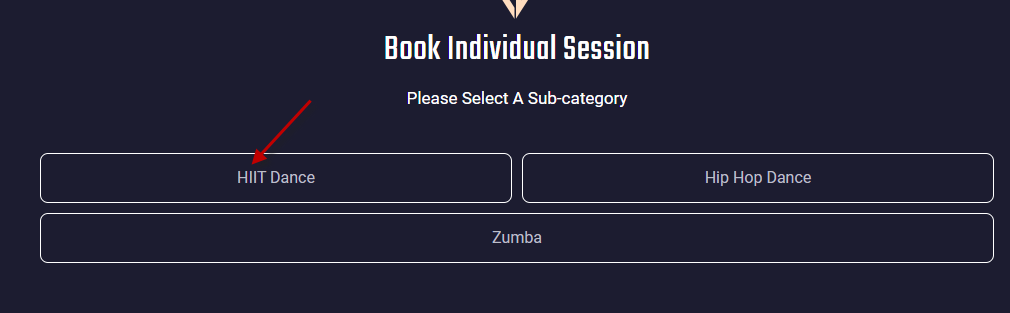 Book Individual Session
Please Select A Sub-category
HIIT Dance
Hip Hop Dance
Zumba